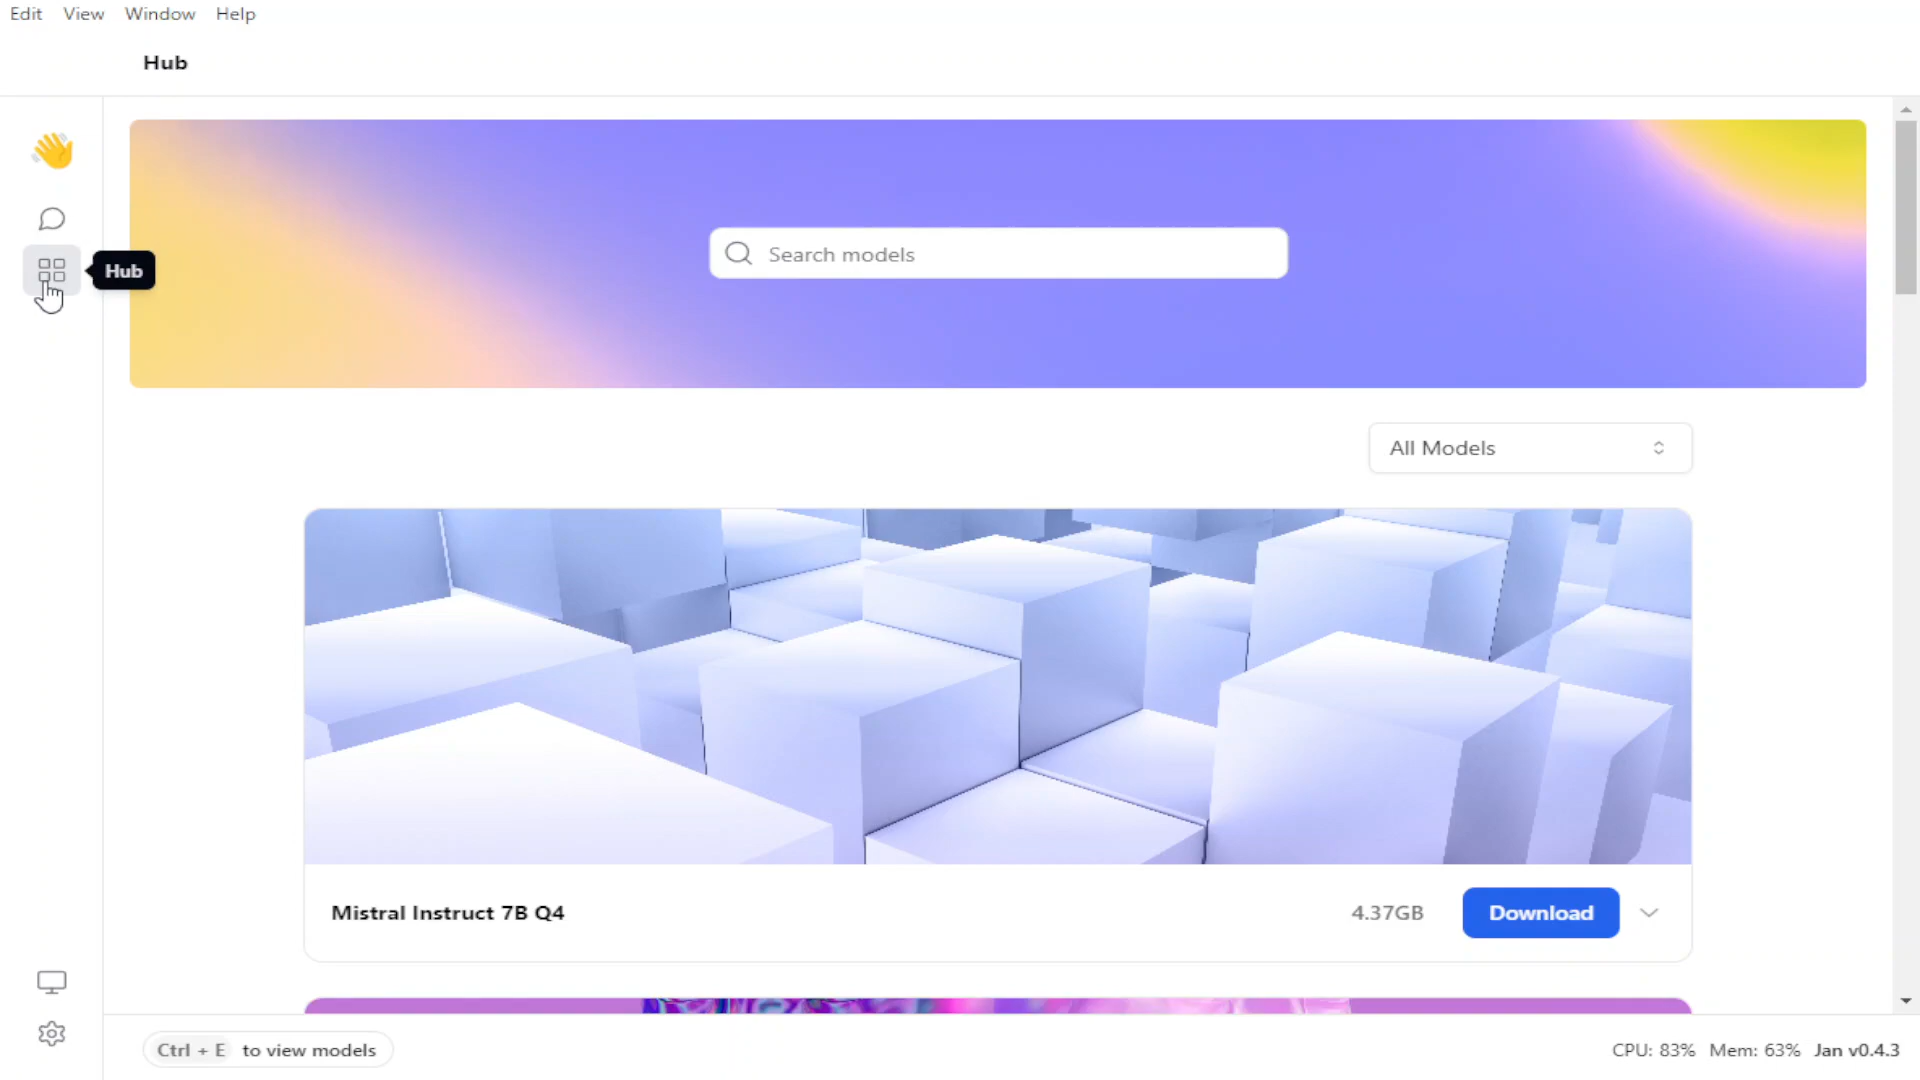 Edit View Window Help
Hub
Hub
Search models
All Models
Mistral Instruct 7B Q4 4.37GB Download
Ctrl + E to view models CPU: 83% Mem: 63% Jan v0.4.3